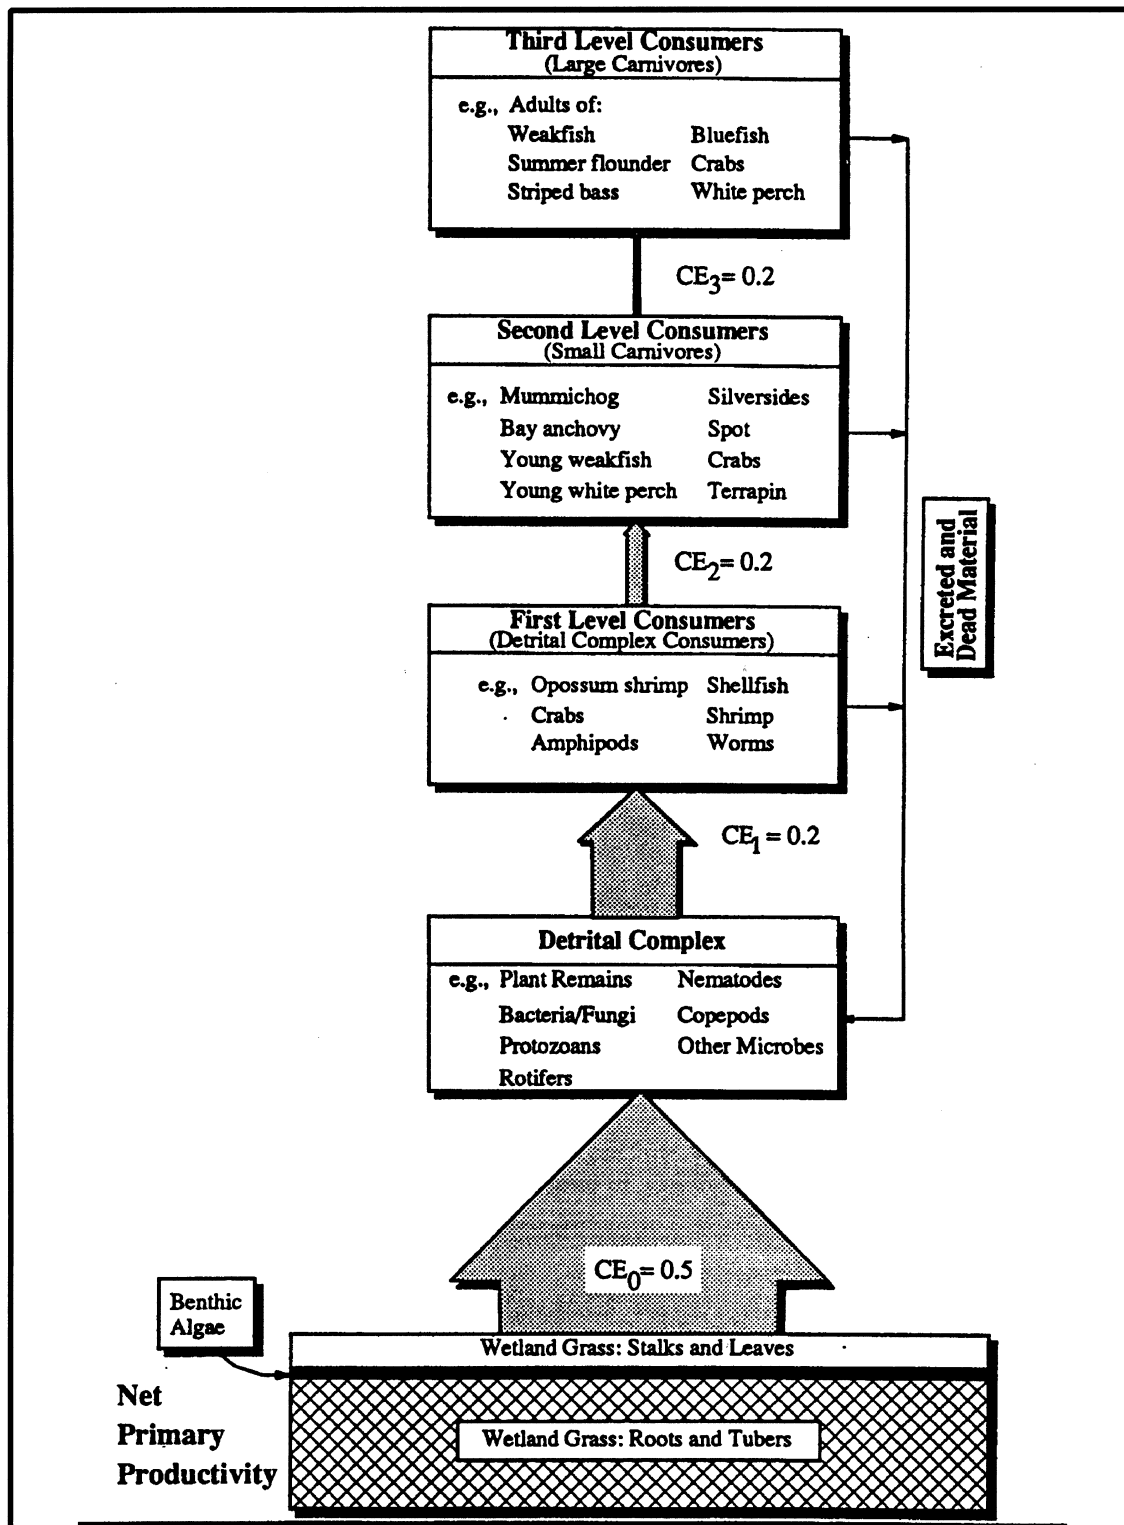 Third Level Consumers
(Large Carnivores)
e.g., Adults of:
Weakfish Bluefish
Summer flounder Crabs
Striped bass White perch
CE3= 0.2
Second Level Consumers
(Small Carnivores)
e.g., Mummichog Silversides
Bay anchovy Spot
Young weakfish Crabs
Young white perch Terrapin
Excreted and
Dead Material
CE2= 0.2
First Level Consumers
(Detrital Complex Consumers)
e.g., Opossum shrimp Shellfish
Crabs Shrimp
Amphipods Worms
CE1 = 0.2
Detrital Complex
e.g., Plant Remains Nematodes
Bacteria/Fungi Copepods
Protozoans Other Microbes
Rotifers
CE0= 0.5
Benthic
Algae
Wetland Grass: Stalks and Leaves
Net
Primary
Productivity
Wetland Grass: Roots and Tubers